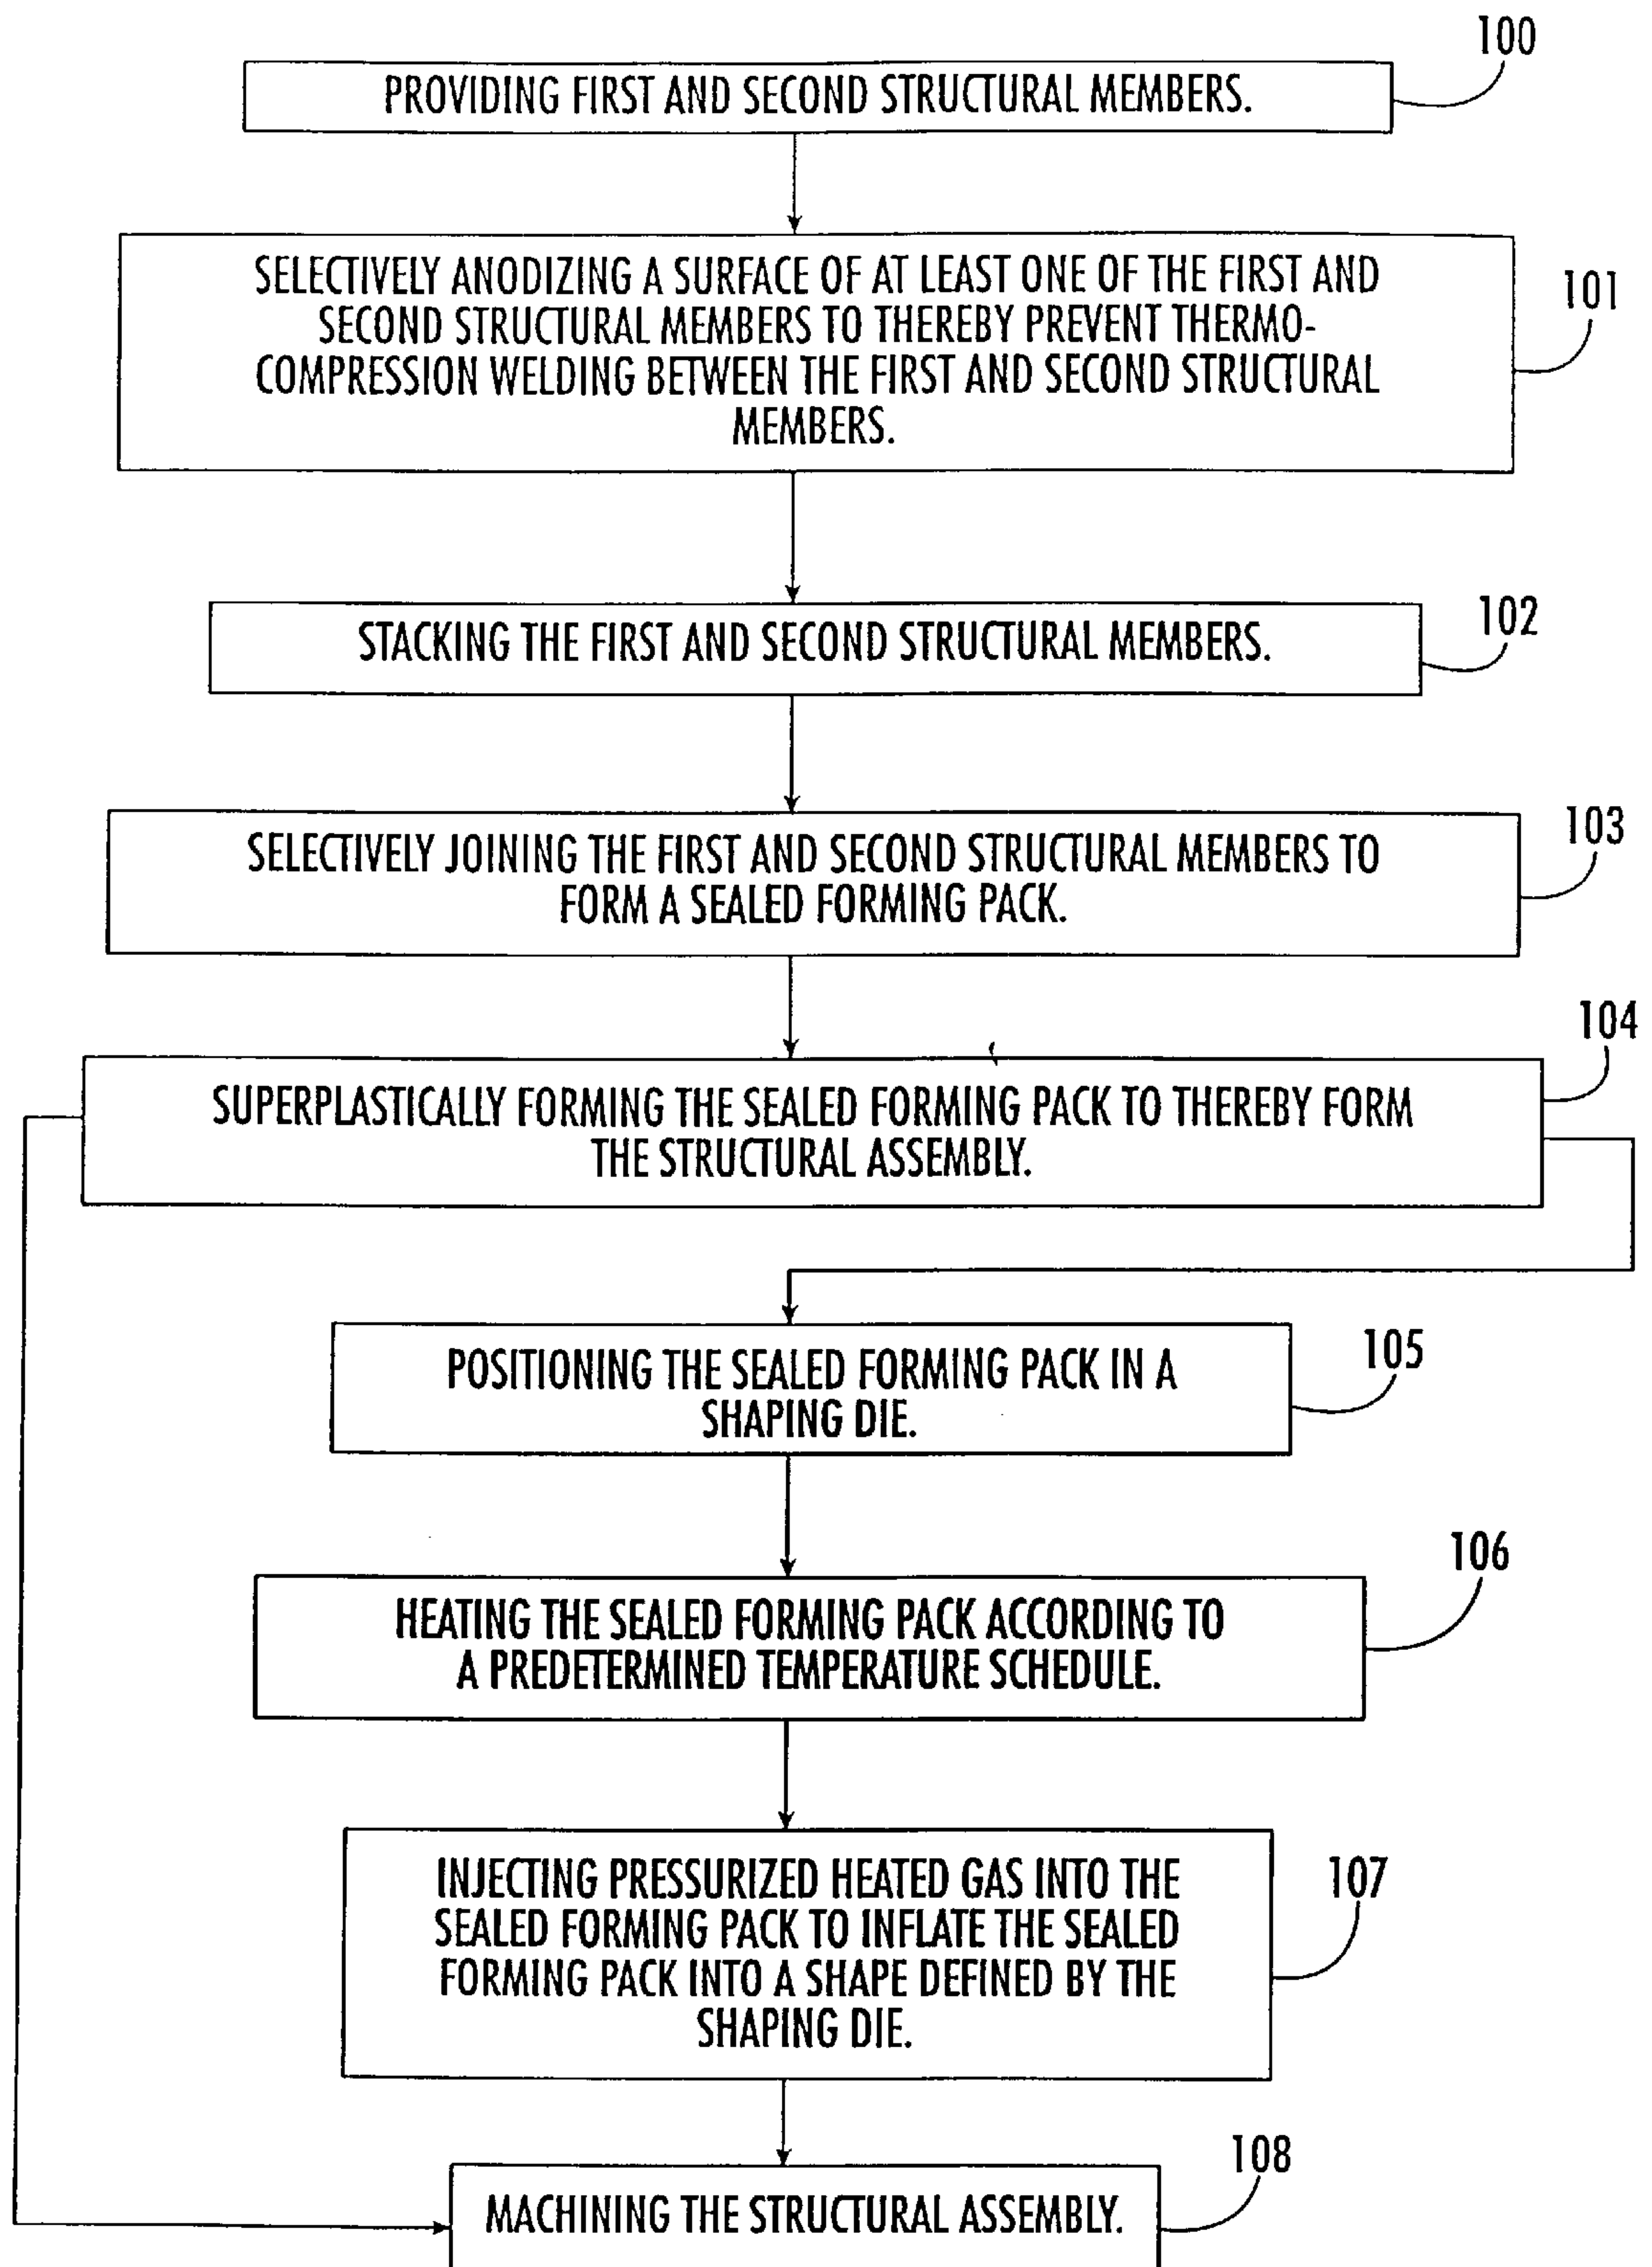 100
PROVIDING FIRST AND SECOND STRUCTURAL MEMBERS.
101
SELECTIVELY ANODIZING A SURFACE OF AT LEAST ONE OF THE FIRST AND
SECOND STRUCTURAL MEMBERS TO THEREBY PREVENT THERMO-
COMPRESSION WELDING BETWEEN THE FIRST AND SECOND STRUCTURAL
MEMBERS.
102
STACKING THE FIRST AND SECOND STRUCTURAL MEMBERS.
103
SELECTIVELY JOINING THE FIRST AND SECOND STRUCTURAL MEMBERS TO
FORM A SEALED FORMING PACK.
104
SUPERPLASTICALLY FORMING THE SEALED FORMING PACK TO THEREBY FORM
THE STRUCTURAL ASSEMBLY.
105
POSITIONING THE SEALED FORMING PACK IN A
SHAPING DIE.
106
HEATING THE SEALED FORMING PACK ACCORDING TO
A PREDETERMINED TEMPERATURE SCHEDULE.
107
INJECTING PRESSURIZED HEATED GAS INTO THE
SEALED FORMING PACK TO INFLATE THE SEALED
FORMING PACK INTO A SHAPE DEFINED BY THE
SHAPING DIE.
108
MACHINING THE STRUCTURAL ASSEMBLY.